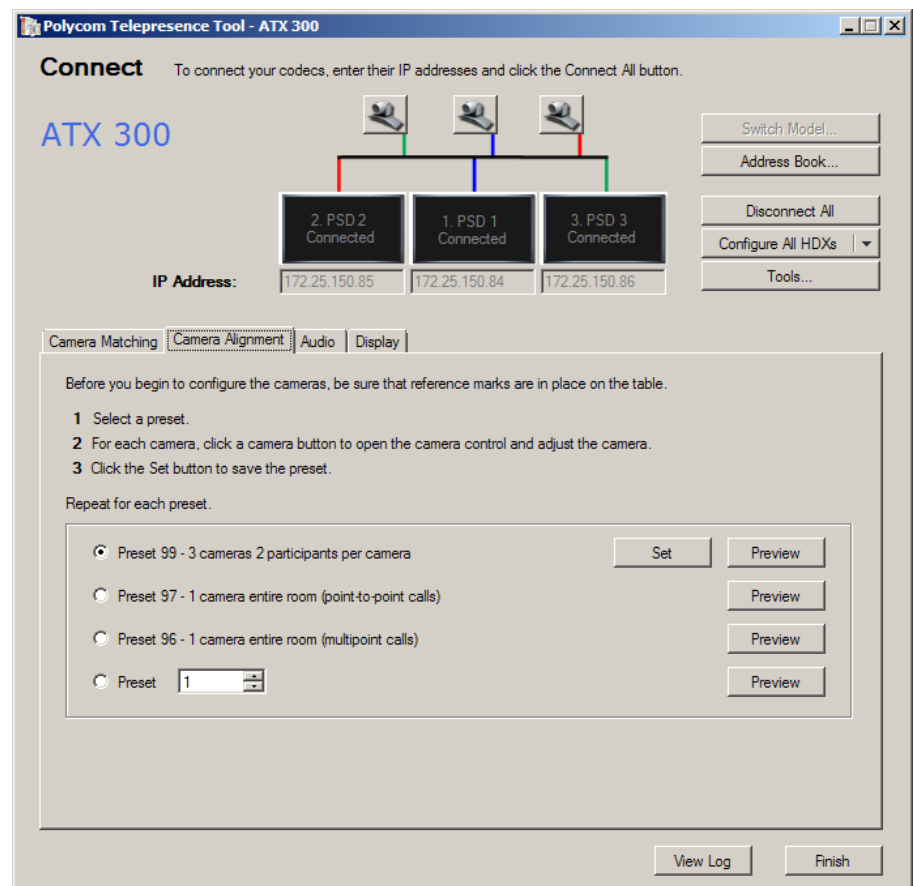 Polycom Telepresence Tool - ATX 300
Connect To connect your codecs, enter their IP addresses and click the Connect All button.
ATX 300
Switch Model...
Address Book...
2. PSD 2
Connected
1. PSD 1
Connected
3. PSD 3
Connected
Disconnect All
Configure All HDXs
Tools...
IP Address: 172.25.150.85 172.25.150.84 172.25.150.86
Camera Matching Camera Alignment Audio Display
Before you begin to configure the cameras, be sure that reference marks are in place on the table.
1 Select a preset.
2 For each camera, click a camera button to open the camera control and adjust the camera.
3 Click the Set button to save the preset.
Repeat for each preset.
Preset 99 - 3 cameras 2 participants per camera Set Preview
Preset 97 - 1 camera entire room (point-to-point calls) Preview
Preset 96 - 1 camera entire room (multipoint calls) Preview
Preset 1 Preview
View Log Finish